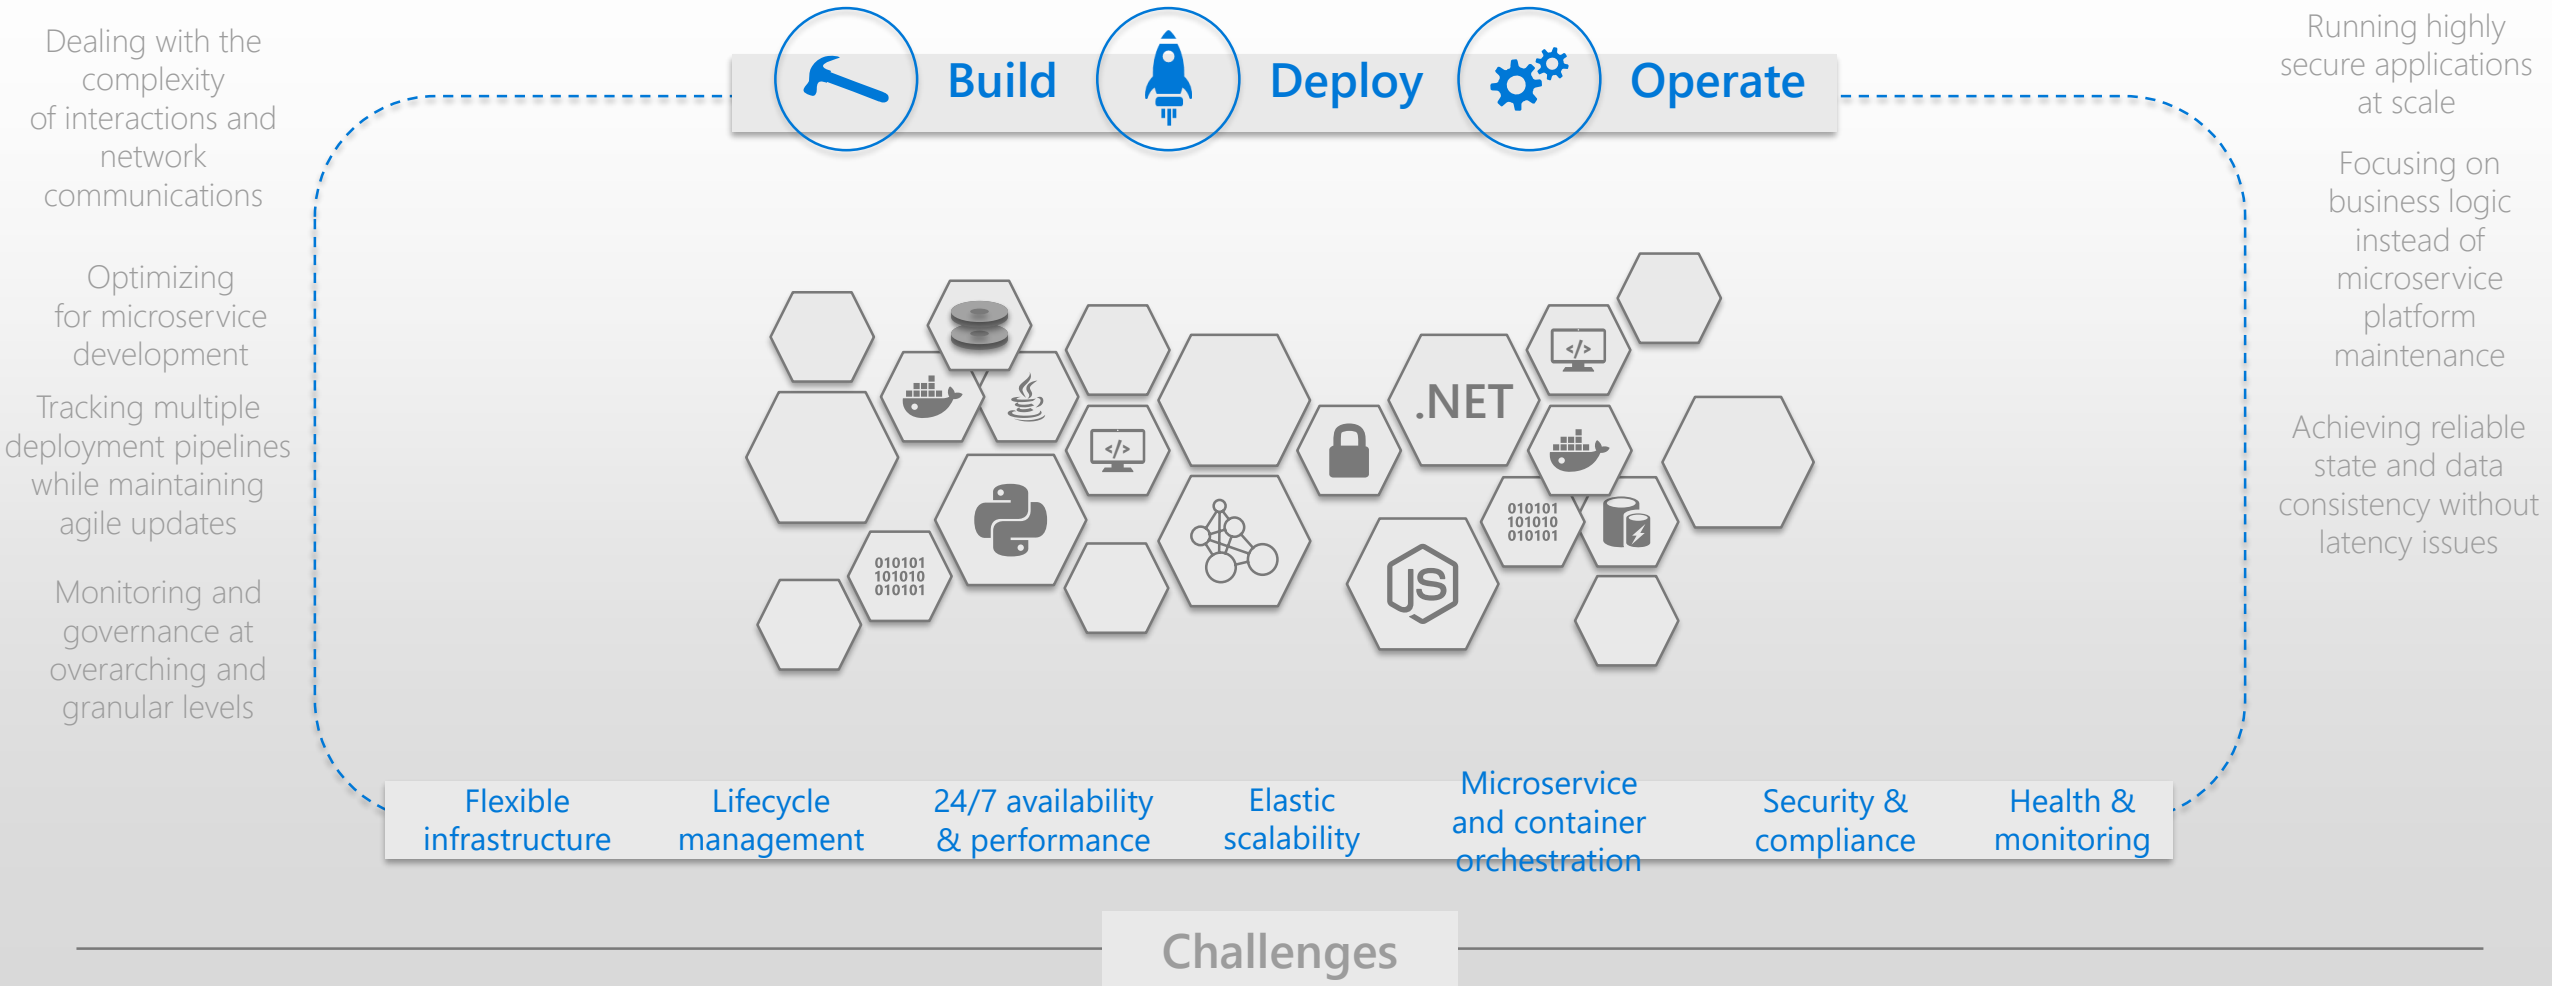 Dealing with the
complexity
of interactions and
network
communications
Optimizing
for microservice
development
Tracking multiple
deployment pipelines
while maintaining
agile updates
Monitoring and
governance at
overarching and
granular levels
Build
Deploy
Operate
Running highly
secure applications
at scale
Focusing on
business logic
instead of
microservice
platform
maintenance
Achieving reliable
state and data
consistency without
latency issues
</>
.NET
</>
010101
101010
010101
JS
010101
101010
010101
Flexible
infrastructure
Lifecycle
management
24/7 availability
& performance
Elastic
scalability
Microservice
and container
orchestration
Security &
compliance
Health &
monitoring
Challenges